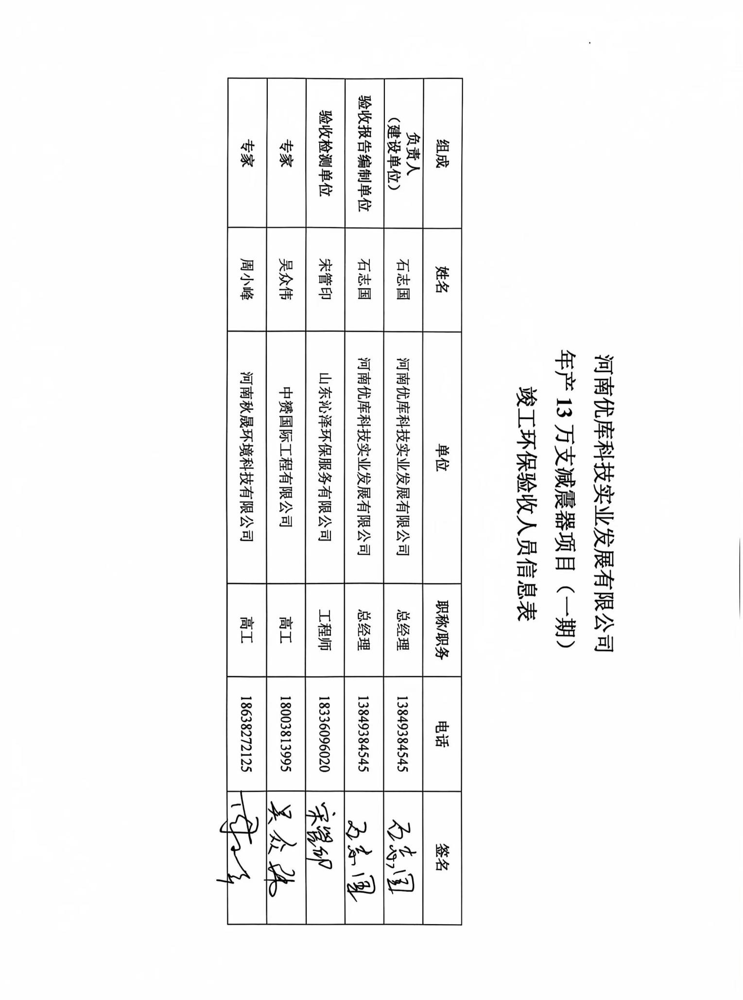 河南优库科技实业发展有限公司
年产 13 万支减震器项目（一期）
竣工环保验收人员信息表
组成 姓名 单位 职称/职务 电话 签名
负责人
（建设单位） 石志国 河南优库科技实业发展有限公司 总经理 13849384545 石志国
验收报告编制单位 石志国 河南优库科技实业发展有限公司 总经理 13849384545 石志国
验收检测单位 宋管印 山东沁泽环保服务有限公司 工程师 18336096020 宋管印
专家 吴众伟 中赟国际工程有限公司 高工 18003813995 吴众伟
专家 周小峰 河南秋晟环境科技有限公司 高工 18638272125